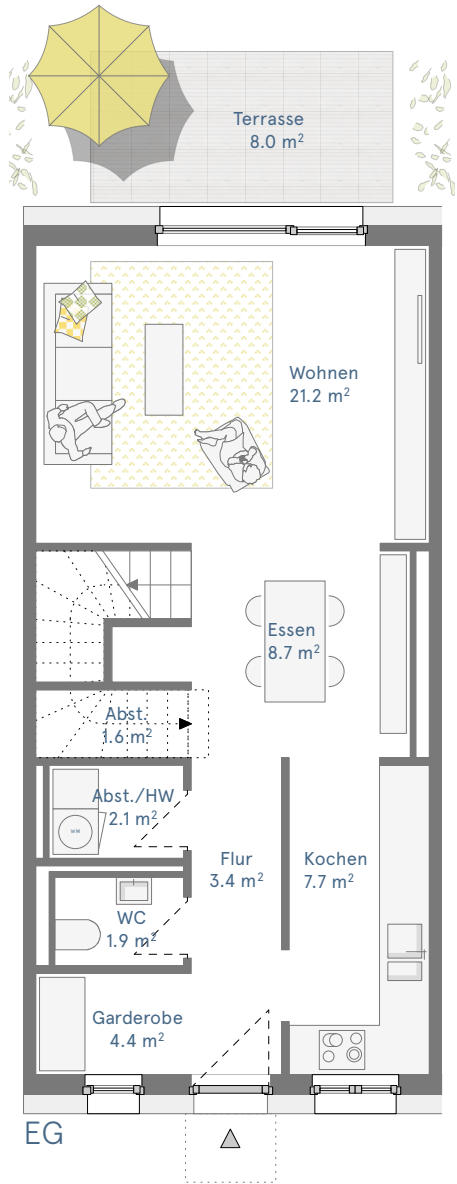 Terrasse
8.0 m²
Wohnen
21.2 m²
Essen
8.7 m²
Abst.
1.6 m²
Abst./HW
2.1 m²
Flur
3.4 m²
Kochen
7.7 m²
WC
1.9 m²
Garderobe
4.4 m²
EG